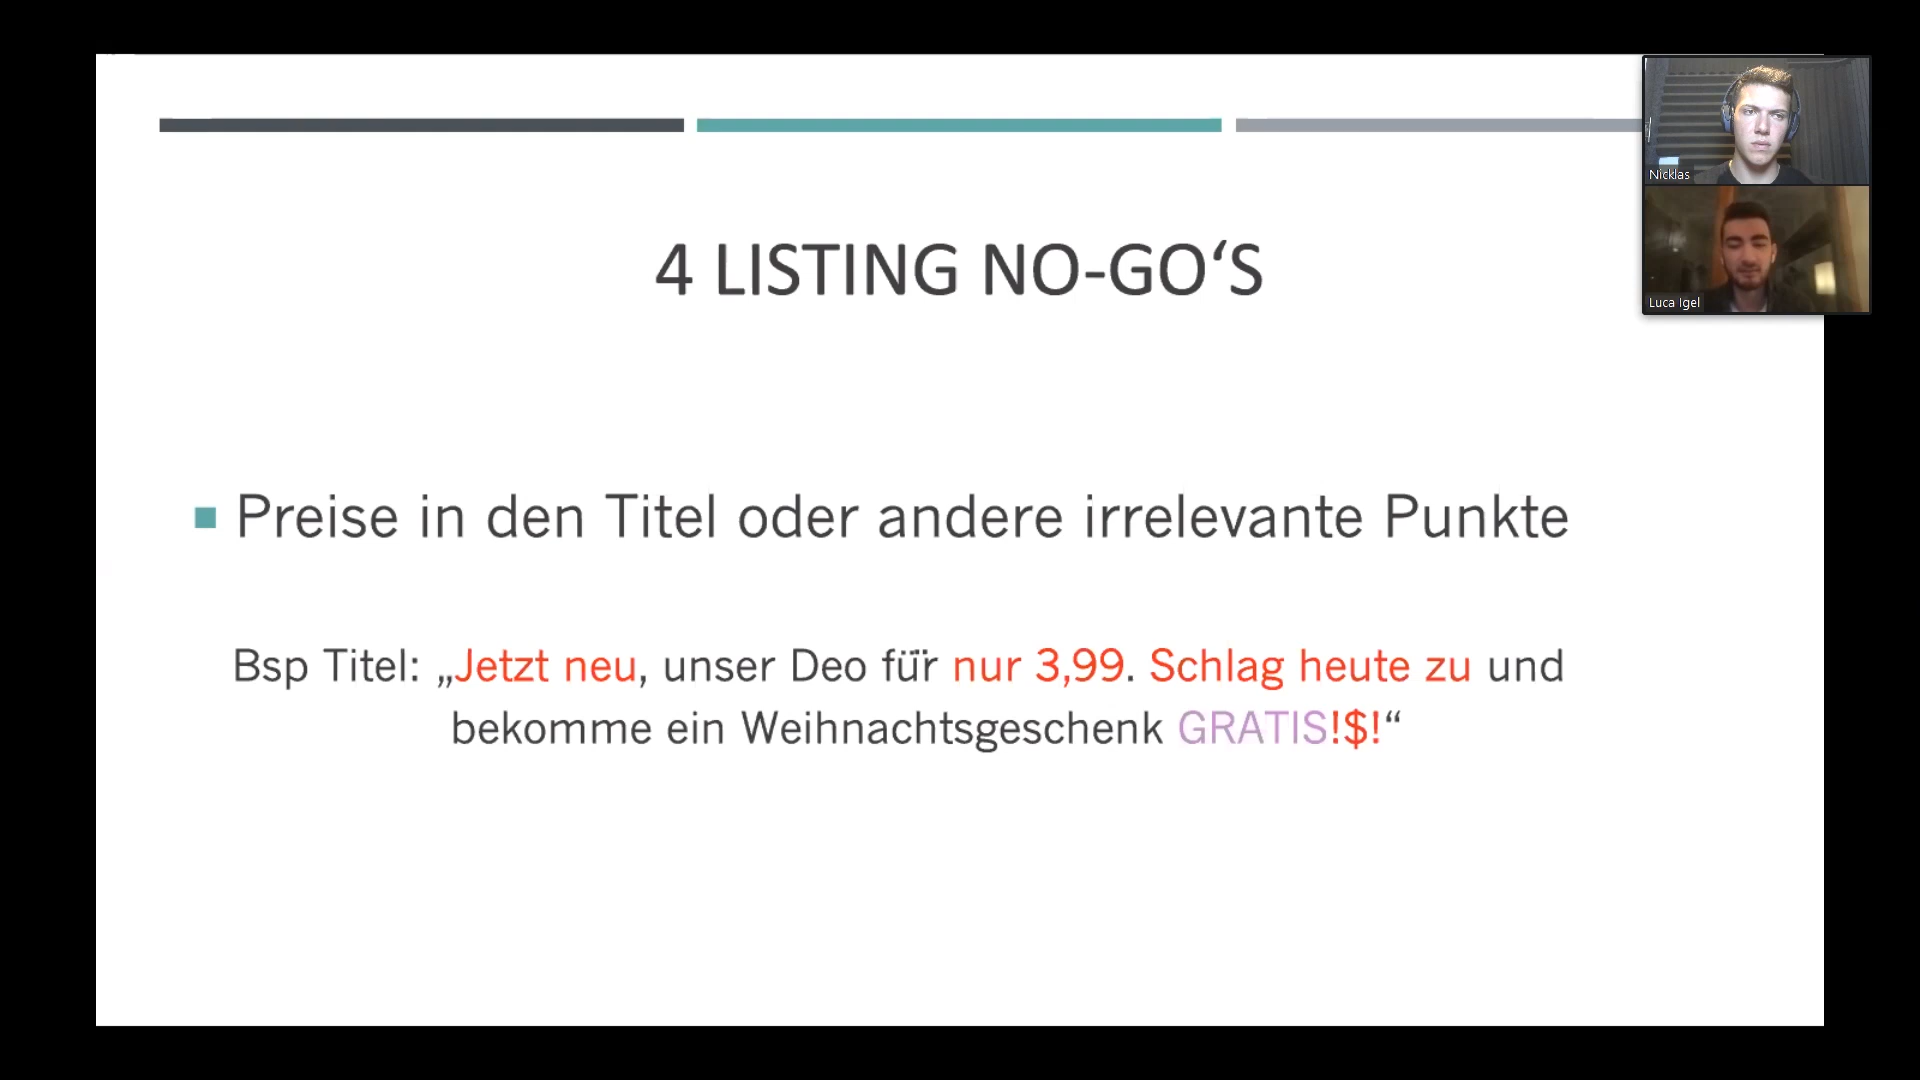 4 LISTING NO-GO‘S
Preise in den Titel oder andere irrelevante Punkte
Bsp Titel: „Jetzt neu, unser Deo für nur 3,99. Schlag heute zu und
bekomme ein Weihnachtsgeschenk GRATIS!$!“
Nicklas
Luca Igel